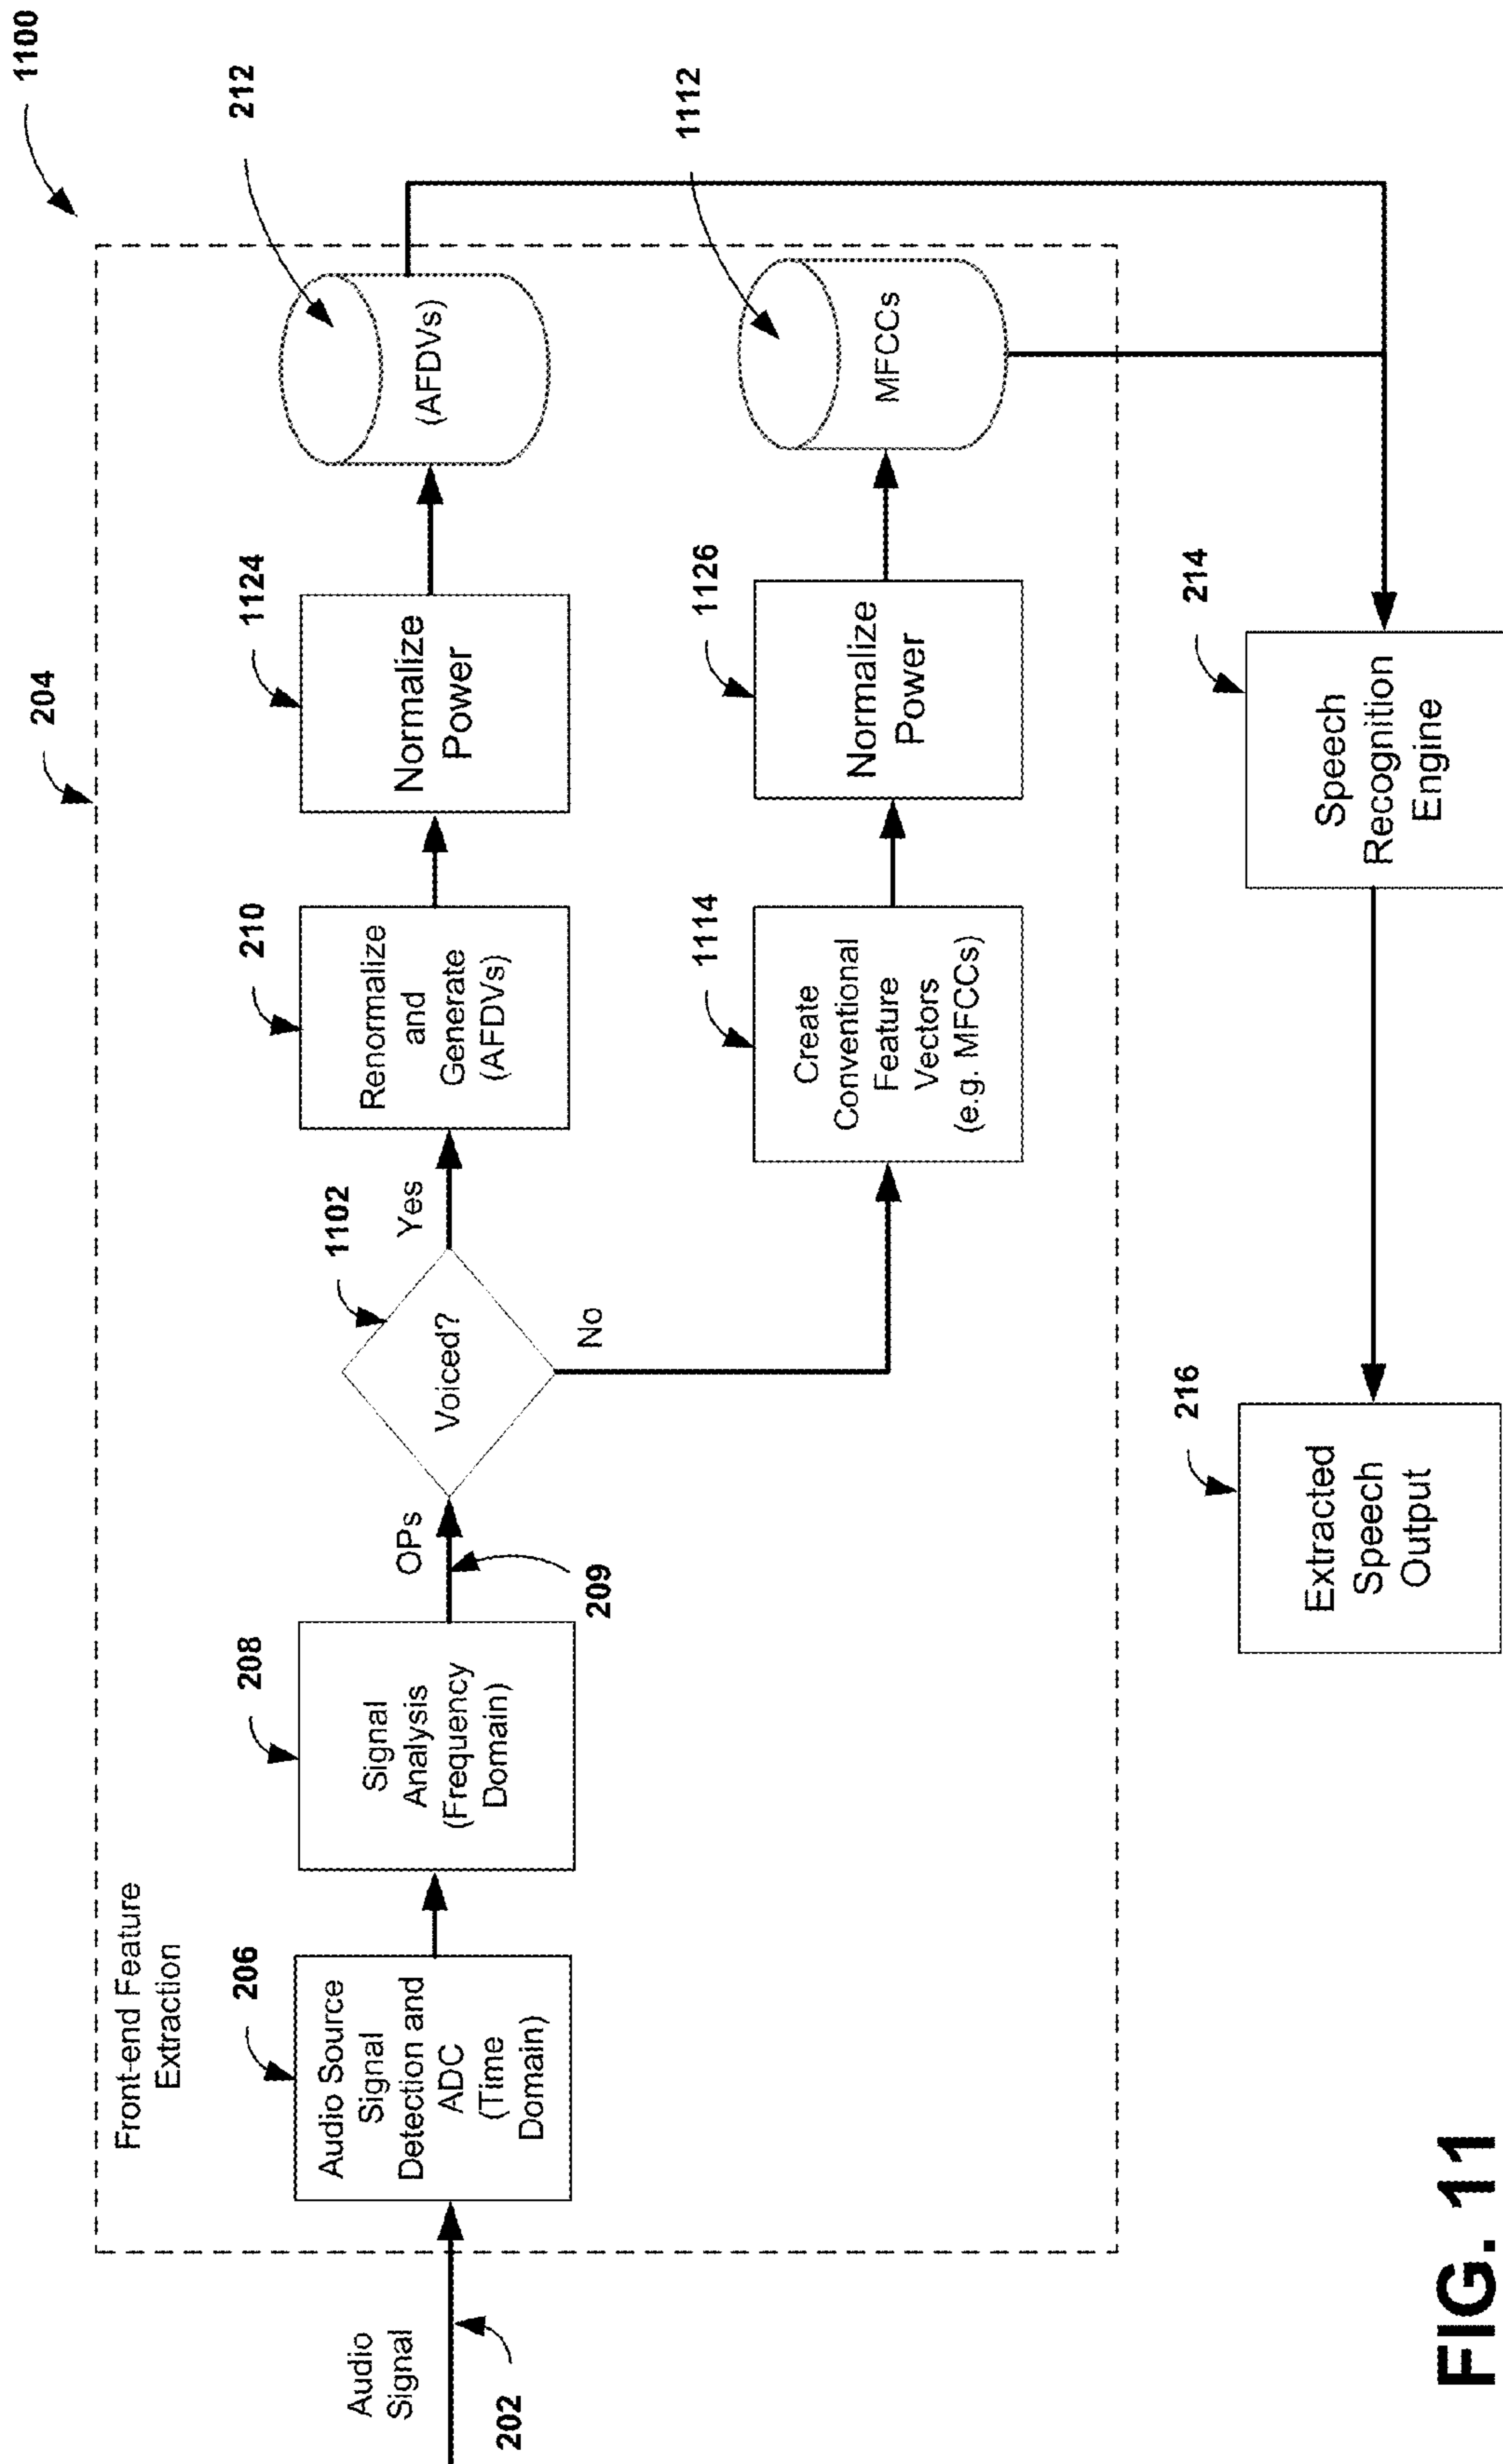 1100
204
Front-end Feature
Extraction
Audio
Signal
202
206
Audio Source
Signal
Detection and
ADC
(Time
Domain)
208
Signal
Analysis
(Frequency
Domain)
OPs
209
1102
Voiced?
Yes
No
210
Renormalize
and
Generate
(AFDVs)
1124
Normalize
Power
212
(AFDVs)
1114
Create
Conventional
Feature
Vectors
(e.g. MFCCs)
1126
Normalize
Power
1112
MFCCs
214
Speech
Recognition
Engine
216
Extracted
Speech
Output
FIG. 11